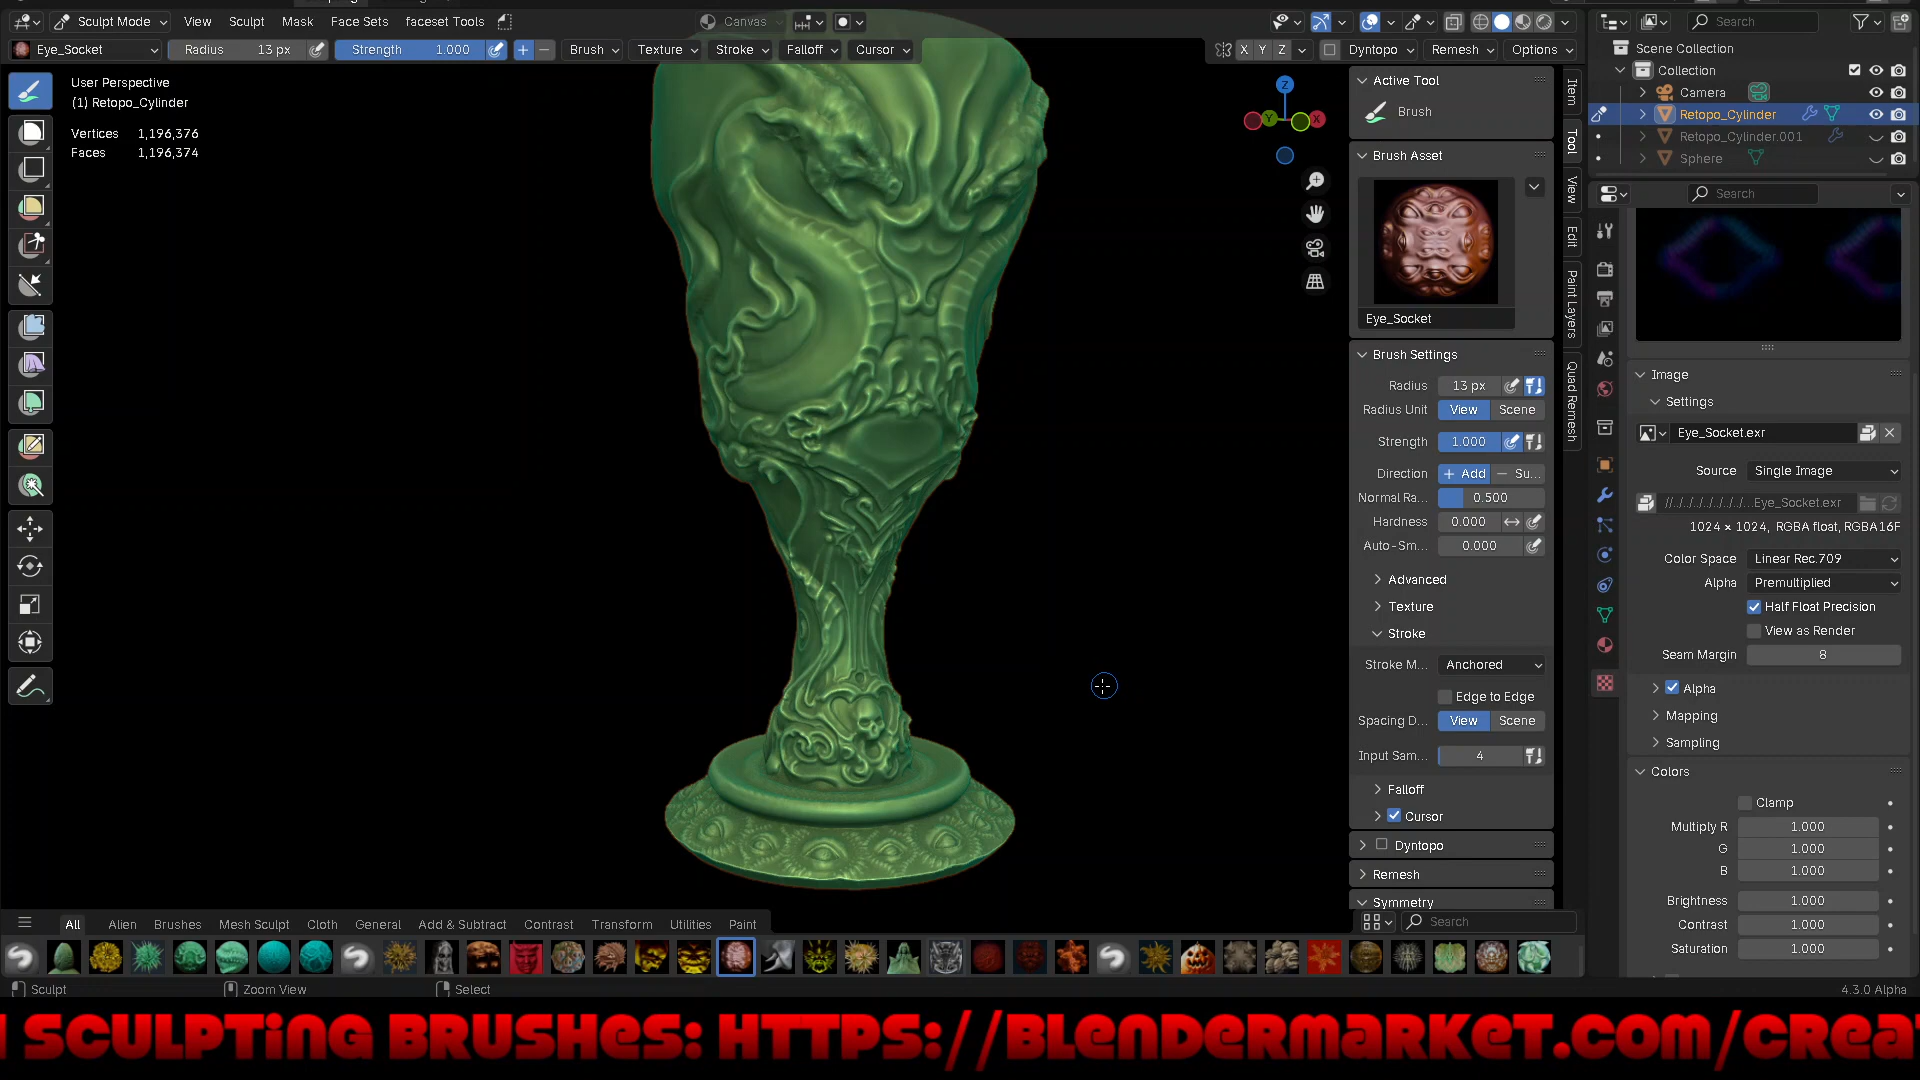 Sculpt Mode View Sculpt Mask Face Sets faceset Tools Canvas Search
Eye_Socket Radius 13 px Strength 1.000 Brush Texture Stroke Falloff Cursor X Y Z Dyntopo Remesh Options
User Perspective
(1) Retopo_Cylinder
Vertices 1,196,376
Faces 1,196,374
Z
Y
X
Active Tool
Brush
Brush Asset
Eye_Socket
Brush Settings
Radius 13 px
Radius Unit View Scene
Strength 1.000
Direction Add Su...
Normal Ra... 0.500
Hardness 0.000
Auto-Sm... 0.000
Advanced
Texture
Stroke
Stroke M... Anchored
Edge to Edge
Spacing D... View Scene
Input Sam... 4
Falloff
Cursor
Dyntopo
Remesh
Symmetry
Item
Tool
View
Edit
Paint Layers
Quad Remesh
Scene Collection
Collection
Camera
Retopo_Cylinder
Retopo_Cylinder.001
Sphere
Search
Image
Settings
Eye_Socket.exr
Source Single Image
//./././././././...Eye_Socket.exr
1024 × 1024, RGBA float, RGBA16F
Color Space Linear Rec.709
Alpha Premultiplied
Half Float Precision
View as Render
Seam Margin 8
Alpha
Mapping
Sampling
Colors
Clamp
Multiply R 1.000
G 1.000
B 1.000
Brightness 1.000
Contrast 1.000
Saturation 1.000
All Alien Brushes Mesh Sculpt Cloth General Add & Subtract Contrast Transform Utilities Paint Search
Sculpt Zoom View Select 4.3.0 Alpha
SCULPTING BRUSHES: HTTPS://BLENDERMARKET.COM/CREA